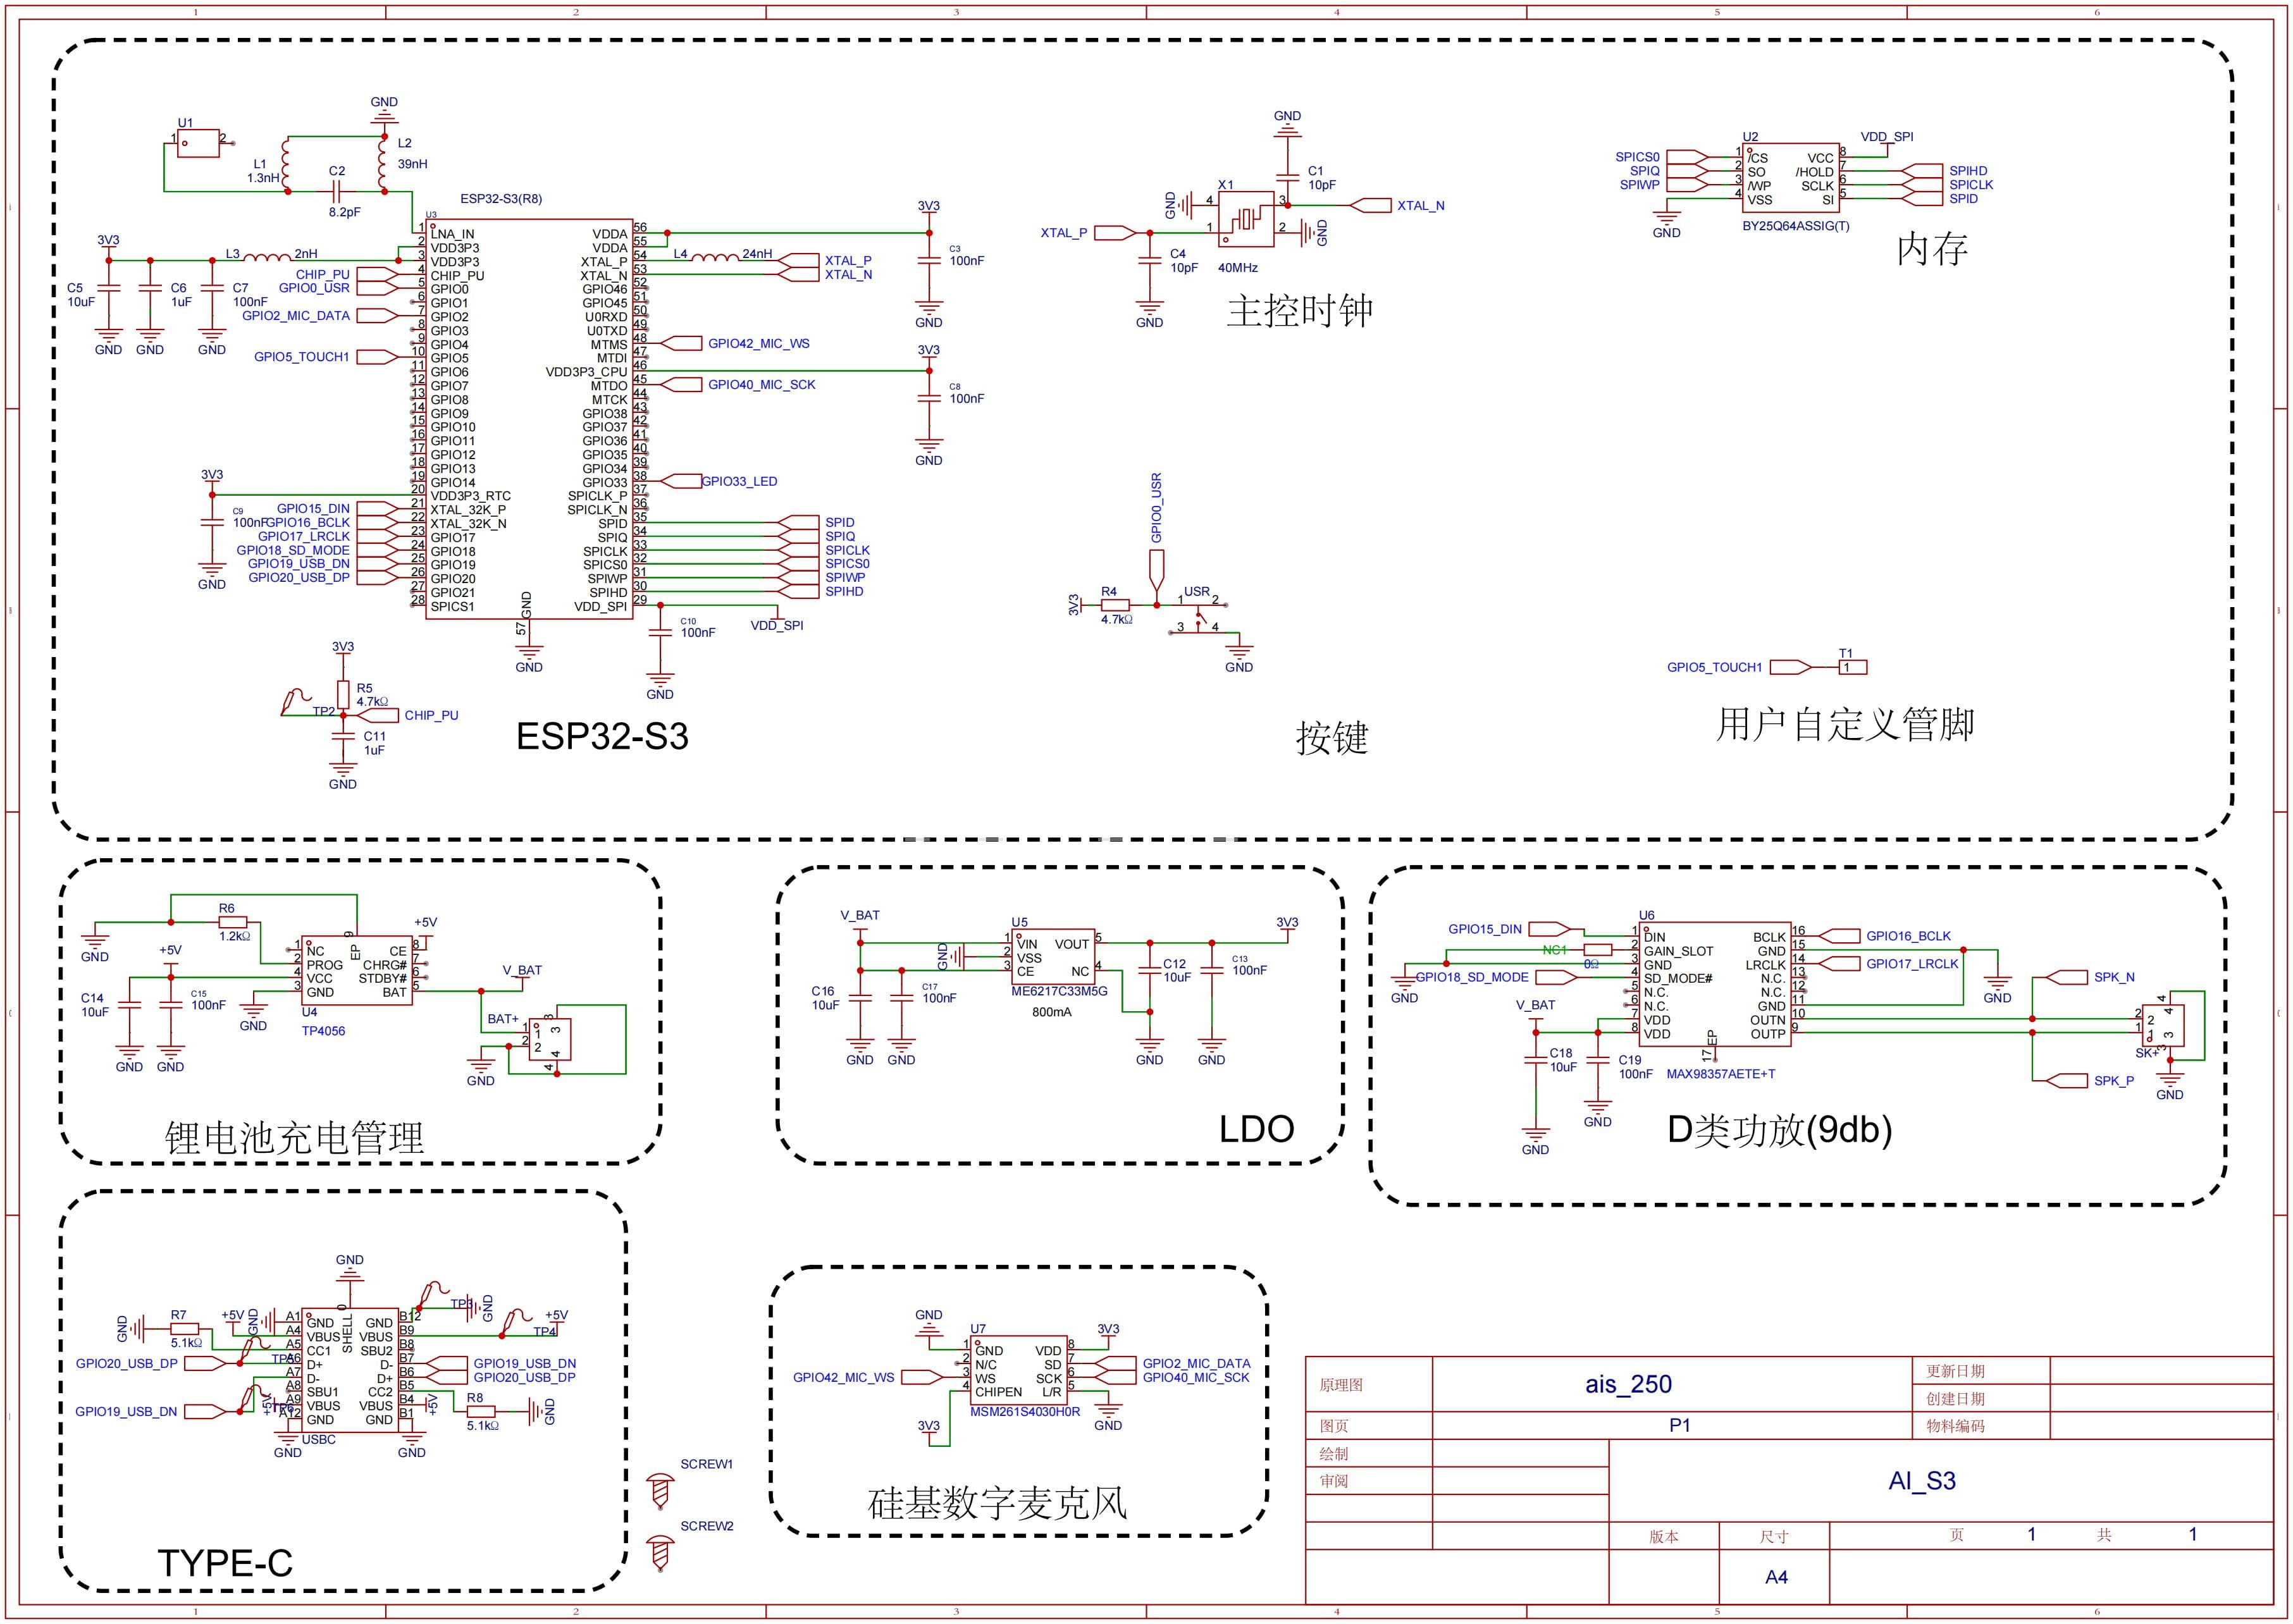 1 2 3 4 5 6
GND
U1
1 2
L1
1.3nH
C2
8.2pF
L2
39nH
ESP32-S3(R8)
U3
3V3
L3 2nH
C5
10uF
C6
1uF
C7
100nF
GND GND GND
CHIP_PU
GPIO0_USR
GPIO2_MIC_DATA
GPIO5_TOUCH1
3V3
C9
100nF
GND
GPIO15_DIN
GPIO16_BCLK
GPIO17_LRCLK
GPIO18_SD_MODE
GPIO19_USB_DN
GPIO20_USB_DP
1 LNA_IN
2 VDD3P3
3 VDD3P3
4 CHIP_PU
5 GPIO0
6 GPIO1
7 GPIO2
8 GPIO3
9 GPIO4
10 GPIO5
11 GPIO6
12 GPIO7
13 GPIO8
14 GPIO9
15 GPIO10
16 GPIO11
17 GPIO12
18 GPIO13
19 GPIO14
20 VDD3P3_RTC
21 XTAL_32K_P
22 XTAL_32K_N
23 GPIO17
24 GPIO18
25 GPIO19
26 GPIO20
27 GPIO21
28 SPICS1
VDDA 56
VDDA 55
XTAL_P 54
XTAL_N 53
GPIO46 52
GPIO45 51
U0RXD 50
U0TXD 49
MTMS 48
MTDI 47
VDD3P3_CPU 46
MTDO 45
MTCK 44
GPIO38 43
GPIO37 42
GPIO36 41
GPIO35 40
GPIO34 39
GPIO33 38
SPICLK_P 37
SPICLK_N 36
SPID 35
SPIQ 34
SPICLK 33
SPICS0 32
SPIWP 31
SPIHD 30
VDD_SPI 29
57 GND
GND
L4 24nH
XTAL_P
XTAL_N
GPIO42_MIC_WS
GPIO40_MIC_SCK
GPIO33_LED
SPID
SPIQ
SPICLK
SPICS0
SPIWP
SPIHD
VDD_SPI
C10
100nF
GND
3V3
C3
100nF
GND
3V3
C8
100nF
GND
3V3
R5
4.7kΩ
TP2
CHIP_PU
C11
1uF
GND
ESP32-S3
GND
C1
10pF
X1
GND 4
3
XTAL_N
XTAL_P
1
2 GND
C4
10pF
40MHz
GND
主控时钟
U2
VDD_SPI
SPICS0
SPIQ
SPIWP
GND
1 /CS
2 SO
3 /WP
4 VSS
VCC 8
/HOLD 7
SCLK 6
SI 5
SPIHD
SPICLK
SPID
BY25Q64ASSIG(T)
内存
GPIO0_USR
3V3
R4
4.7kΩ
USR
1 2
3 4
GND
按键
GPIO5_TOUCH1
T1
1
用户自定义管脚
R6
1.2kΩ
+5V
GND
+5V
C14
10uF
C15
100nF
GND GND
GND
1 NC
2 PROG
4 VCC
3 GND
9 EP
CE 8
CHRG# 7
STDBY# 6
BAT 5
U4
TP4056
V_BAT
BAT+
1 1
2 2
3 3
4 4
GND
锂电池充电管理
V_BAT
C16
10uF
C17
100nF
GND GND
GND
U5
1 VIN
2 VSS
3 CE
VOUT 5
NC 4
ME6217C33M5G
800mA
3V3
C12
10uF
C13
100nF
GND GND
LDO
U6
GPIO15_DIN
NC1
0Ω
GND
GPIO18_SD_MODE
V_BAT
C18
10uF
C19
100nF
GND
GND
1 DIN
2 GAIN_SLOT
3 GND
4 SD_MODE#
5 N.C.
6 N.C.
7 VDD
8 VDD
17 EP
BCLK 16
GND 15
LRCLK 14
N.C. 13
N.C. 12
GND 11
OUTN 10
OUTP 9
MAX98357AETE+T
GPIO16_BCLK
GPIO17_LRCLK
GND
SPK_N
SPK_P
2 2
1 1
4 4
3 3
SK+
GND
D类功放(9db)
GND
GND
R7
5.1kΩ
+5V
GND
GPIO20_USB_DP
GPIO19_USB_DN
+5V
A1 GND
A4 VBUS
A5 CC1
A6 D+
A7 D-
A8 SBU1
A9 VBUS
A12 GND
0 SHELL
GND B12
VBUS B9
SBU2 B8
D- B7
D+ B6
CC2 B5
VBUS B4
GND B1
USBC
GND
GND
TP3
GND
TP4
+5V
GPIO19_USB_DN
GPIO20_USB_DP
+5V
R8
5.1kΩ
GND
TYPE-C
SCREW1
SCREW2
GND
U7
3V3
GPIO42_MIC_WS
3V3
1 GND
2 N/C
3 WS
4 CHIPEN
VDD 8
SD 7
SCK 6
L/R 5
GPIO2_MIC_DATA
GPIO40_MIC_SCK
GND
MSM261S4030H0R
硅基数字麦克风
原理图 ais_250 更新日期
创建日期
图页 P1 物料编码
绘制
审阅
AI_S3
版本 尺寸 页 1 共 1
A4
1 2 3 4 5 6